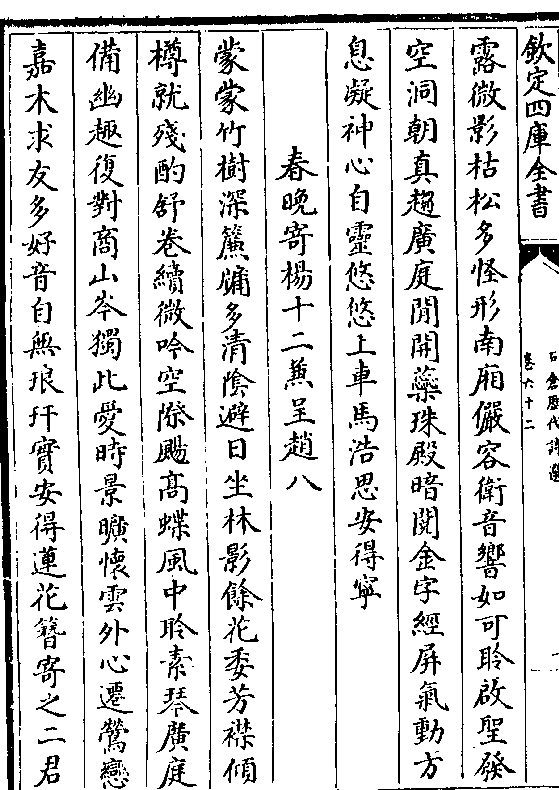 欽定四庫全書
石倉歷代詩選
卷六十二
露微影枯松多怪形南廂儼容衛音響如可聆啟聖發
空洞朝真趨廣庭閒開蘂珠殿暗閱金字經屏氣動方
息凝神心自靈悠悠上車馬浩思安得寧
春晚寄楊十二兼呈趙八
蒙蒙竹樹深簾牖多清陰避日坐林影餘花委芳襟傾
樽就殘酌舒卷續微吟空際颺高蝶風中聆素琴廣庭
備幽趣復對商山岑獨此愛時景曠懷雲外心遷鶯戀
嘉木求友多好音自無琅玕實安得蓮花簪寄之二君